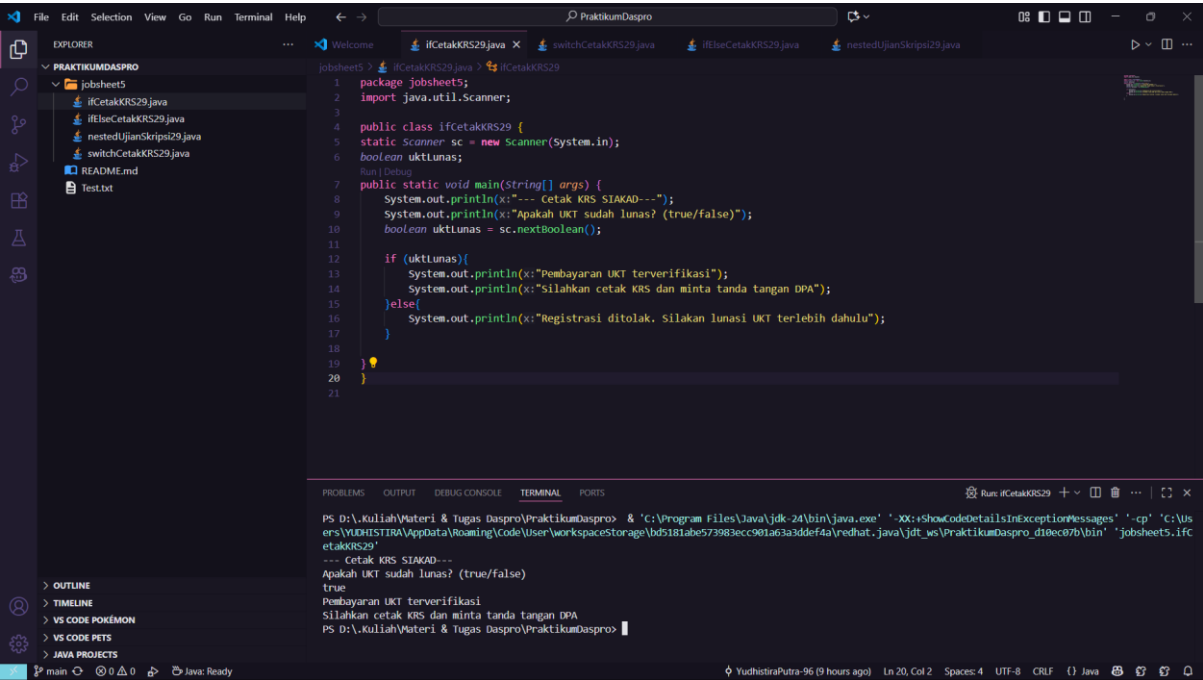 File Edit Selection View Go Run Terminal Help
PraktikumDaspro
EXPLORER
PRAKTIKUMDASPRO
jobsheet5
ifCetakKRS29.java
ifElseCetakKRS29.java
nestedUjianSkripsi29.java
switchCetakKRS29.java
README.md
Test.txt
OUTLINE
TIMELINE
VS CODE POKÉMON
VS CODE PETS
JAVA PROJECTS
Welcome ifCetakKRS29.java switchCetakKRS29.java ifElseCetakKRS29.java nestedUjianSkripsi29.java
jobsheet5 > ifCetakKRS29.java > ifCetakKRS29
1 package jobsheet5;
2 import java.util.Scanner;
3
4 public class ifCetakKRS29 {
5 static Scanner sc = new Scanner(System.in);
6 boolean uktLunas;
Run | Debug
7 public static void main(String[] args) {
8 System.out.println(x:"--- Cetak KRS SIAKAD---");
9 System.out.println(x:"Apakah UKT sudah lunas? (true/false)");
10 boolean uktLunas = sc.nextBoolean();
11
12 if (uktLunas){
13 System.out.println(x:"Pembayaran UKT terverifikasi");
14 System.out.println(x:"Silahkan cetak KRS dan minta tanda tangan DPA");
15 }else{
16 System.out.println(x:"Registrasi ditolak. Silakan lunasi UKT terlebih dahulu");
17 }
18
19 }
20 }
21
PROBLEMS OUTPUT DEBUG CONSOLE TERMINAL PORTS
Run: ifCetakKRS29
PS D:\.Kuliah\Materi & Tugas Daspro\PraktikumDaspro> & 'C:\Program Files\Java\jdk-24\bin\java.exe' '-XX:+ShowCodeDetailsInExceptionMessages' '-cp' 'C:\Us
ers\YUDHISTIRA\AppData\Roaming\Code\User\workspaceStorage\bd5181abe573983ecc901a63a3ddef4a\redhat.java\jdt_ws\PraktikumDaspro_d10ec07b\bin' 'jobsheet5.ifC
etakKRS29'
--- Cetak KRS SIAKAD---
Apakah UKT sudah lunas? (true/false)
true
Pembayaran UKT terverifikasi
Silahkan cetak KRS dan minta tanda tangan DPA
PS D:\.Kuliah\Materi & Tugas Daspro\PraktikumDaspro>
main 0 0 Java: Ready YudhistiraPutra-96 (9 hours ago) Ln 20, Col 2 Spaces: 4 UTF-8 CRLF {} Java